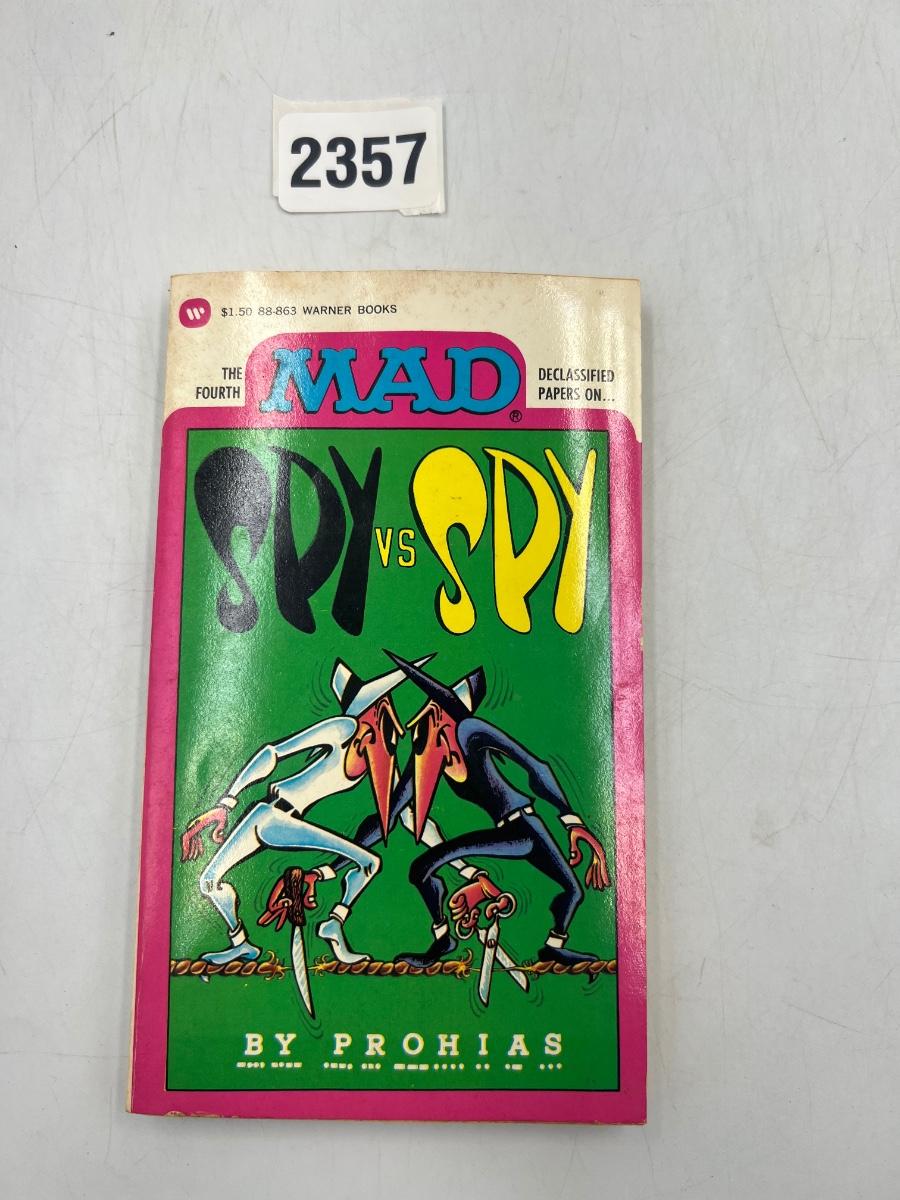 2357
W $1.50 88-863 WARNER BOOKS
THE FOURTH
MAD®
DECLASSIFIED PAPERS ON...
SPY VS SPY
BY PROHIAS